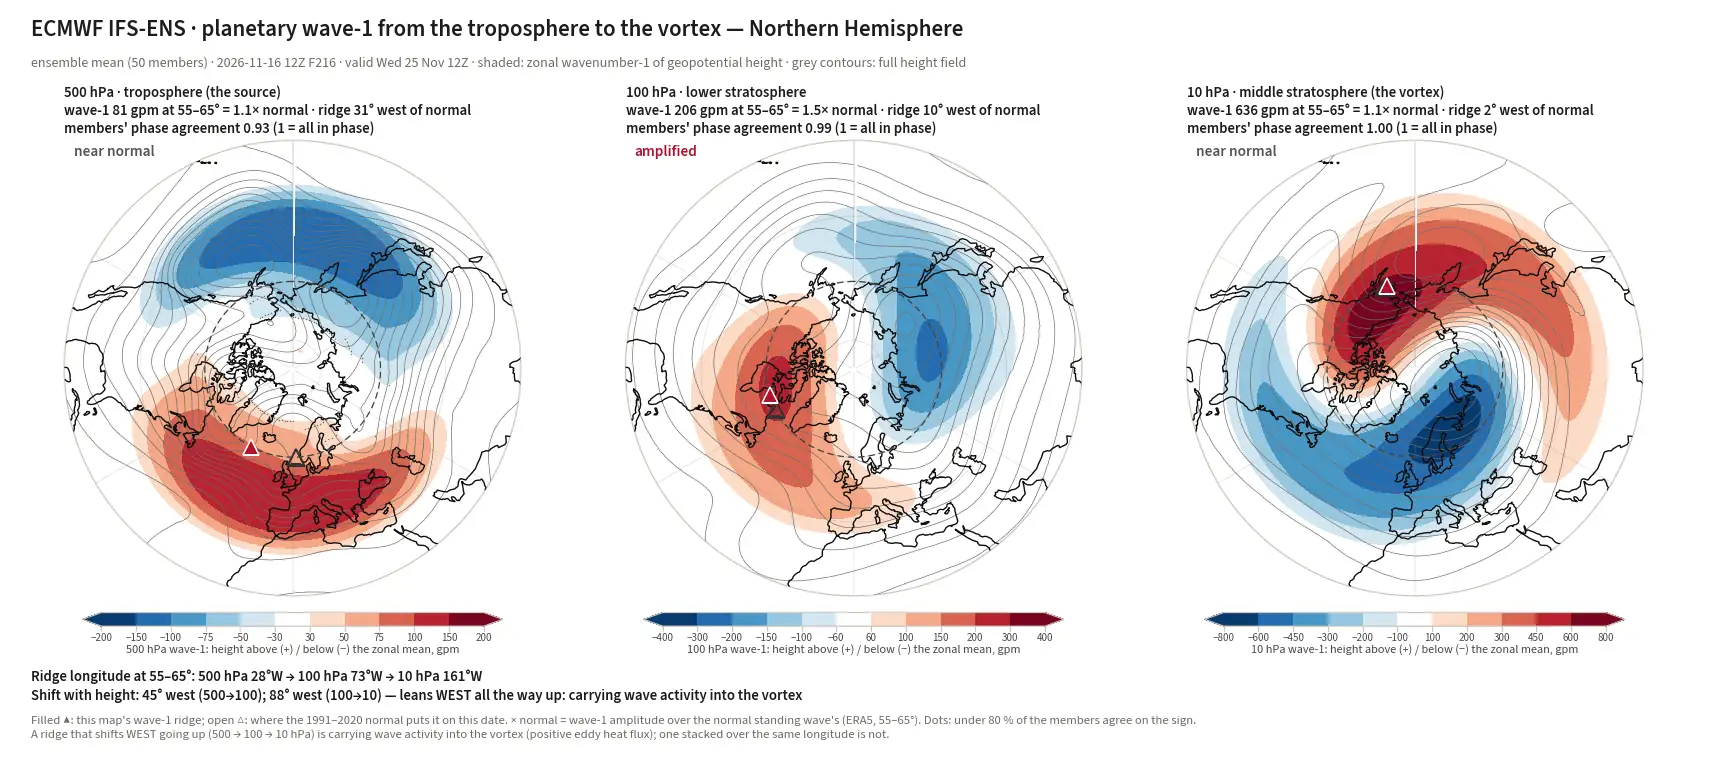 ECMWF IFS-ENS · planetary wave-1 from the troposphere to the vortex — Northern Hemisphere
ensemble mean (50 members) · 2026-11-16 12Z F216 · valid Wed 25 Nov 12Z · shaded: zonal wavenumber-1 of geopotential height · grey contours: full height field
500 hPa · troposphere (the source)
wave-1 81 gpm at 55–65° = 1.1× normal · ridge 31° west of normal
members' phase agreement 0.93 (1 = all in phase)
near normal
100 hPa · lower stratosphere
wave-1 206 gpm at 55–65° = 1.5× normal · ridge 10° west of normal
members' phase agreement 0.99 (1 = all in phase)
amplified
10 hPa · middle stratosphere (the vortex)
wave-1 636 gpm at 55–65° = 1.1× normal · ridge 2° west of normal
members' phase agreement 1.00 (1 = all in phase)
near normal
−200 −150 −100 −75 −50 −30 30 50 75 100 150 200
500 hPa wave-1: height above (+) / below (−) the zonal mean, gpm
−400 −300 −200 −150 −100 −60 60 100 150 200 300 400
100 hPa wave-1: height above (+) / below (−) the zonal mean, gpm
−800 −600 −450 −300 −200 −100 100 200 300 450 600 800
10 hPa wave-1: height above (+) / below (−) the zonal mean, gpm
Ridge longitude at 55–65°: 500 hPa 28°W → 100 hPa 73°W → 10 hPa 161°W
Shift with height: 45° west (500→100); 88° west (100→10) — leans WEST all the way up: carrying wave activity into the vortex
Filled ▲: this map's wave-1 ridge; open △: where the 1991–2020 normal puts it on this date. × normal = wave-1 amplitude over the normal standing wave's (ERA5, 55–65°). Dots: under 80 % of the members agree on the sign.
A ridge that shifts WEST going up (500 → 100 → 10 hPa) is carrying wave activity into the vortex (positive eddy heat flux); one stacked over the same longitude is not.